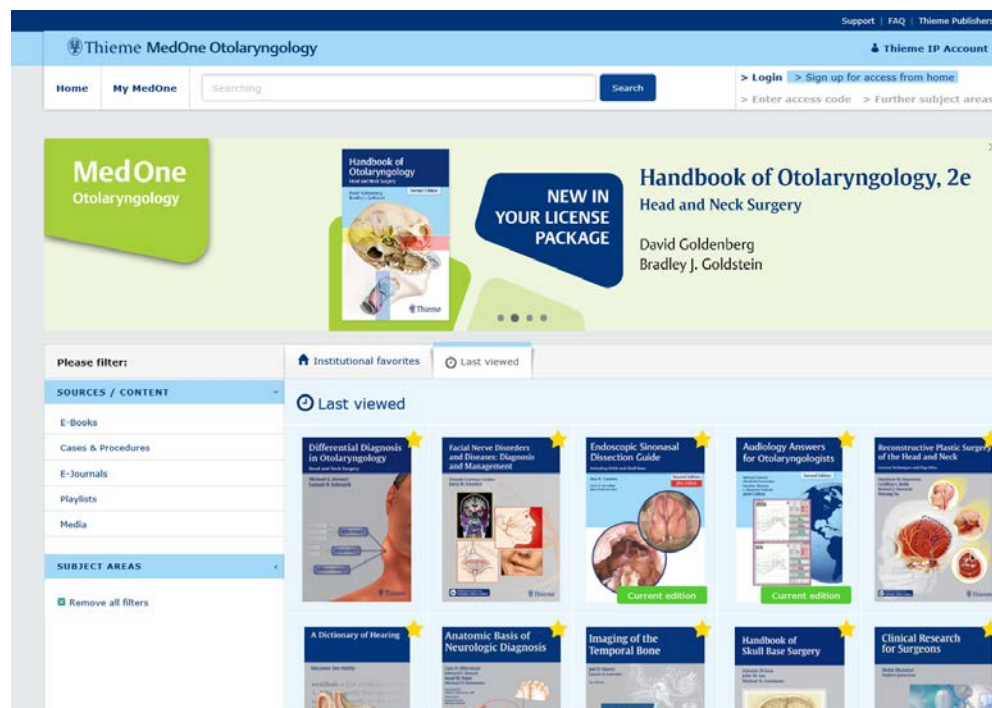 Support | FAQ | Thieme Publishers
Thieme MedOne Otolaryngology
Thieme IP Account
Home
My MedOne
Searching
Search
> Login > Sign up for access from home
> Enter access code > Further subject areas
MedOne
Otolaryngology
Handbook of
Otolaryngology
Head and Neck Surgery
David Goldenberg
Bradley J. Goldstein
Thieme
NEW IN
YOUR LICENSE
PACKAGE
Handbook of Otolaryngology, 2e
Head and Neck Surgery
David Goldenberg
Bradley J. Goldstein
Please filter:
SOURCES / CONTENT
E-Books
Cases & Procedures
E-Journals
Playlists
Media
SUBJECT AREAS
Remove all filters
Institutional favorites
Last viewed
Last viewed
Differential Diagnosis
in Otolaryngology
Head and Neck Surgery
Thieme
Facial Nerve Disorders
and Diseases: Diagnosis
and Management
Thieme
Endoscopic Sinonasal
Dissection Guide
Current edition
Audiology Answers
for Otolaryngologists
Current edition
Reconstructive Plastic Surgery
of the Head and Neck
Thieme
A Dictionary of Hearing
Anatomic Basis of
Neurologic Diagnosis
Imaging of the
Temporal Bone
Handbook of
Skull Base Surgery
Clinical Research
for Surgeons